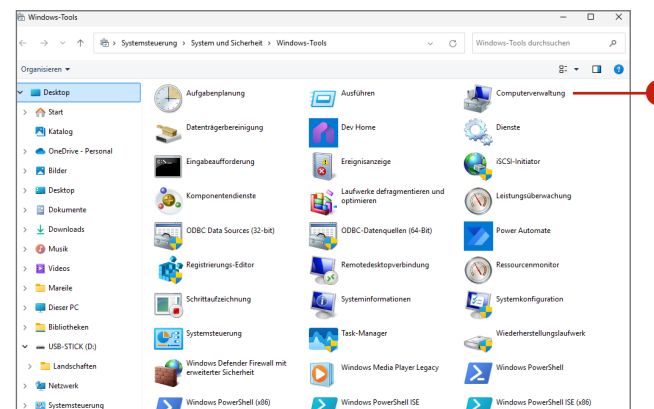 Windows-Tools
Systemsteuerung > System und Sicherheit > Windows-Tools
Windows-Tools durchsuchen
Organisieren
Desktop
Start
Katalog
OneDrive - Personal
Bilder
Desktop
Dokumente
Downloads
Musik
Videos
Mareile
Dieser PC
Bibliotheken
USB-STICK (D:)
Landschaften
Netzwerk
Systemsteuerung
Aufgabenplanung
Ausführen
Computerverwaltung
Datenträgerbereinigung
Dev Home
Dienste
Eingabeaufforderung
Ereignisanzeige
iSCSI-Initiator
Komponentendienste
Laufwerke defragmentieren und
optimieren
Leistungsüberwachung
ODBC Data Sources (32-bit)
ODBC-Datenquellen (64-Bit)
Power Automate
Registrierungs-Editor
Remotedesktopverbindung
Ressourcenmonitor
Schrittaufzeichnung
Systeminformationen
Systemkonfiguration
Systemsteuerung
Task-Manager
Wiederherstellungslaufwerk
Windows Defender Firewall mit
erweiterter Sicherheit
Windows Media Player Legacy
Windows PowerShell
Windows PowerShell (x86)
Windows PowerShell ISE
Windows PowerShell ISE (x86)